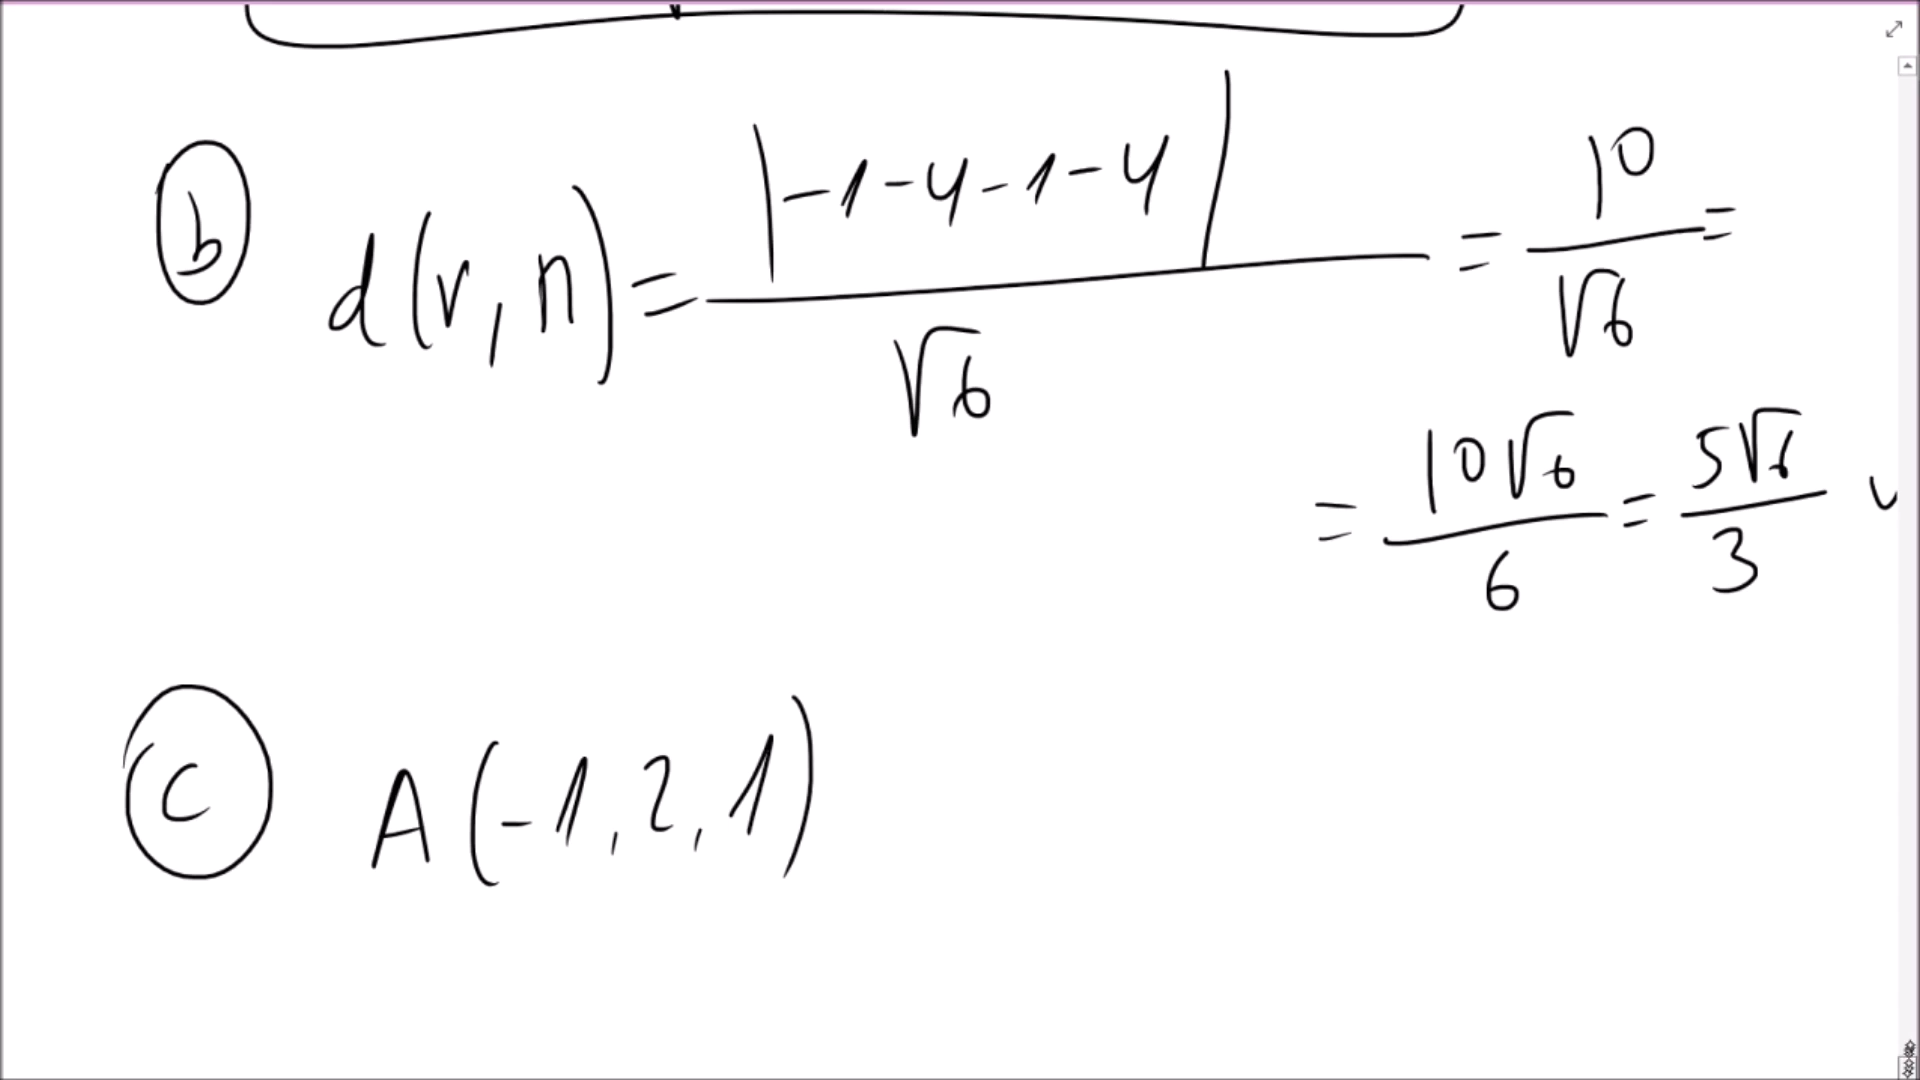 b d(r, n) = |-1-4-1-4| / √6 = 10 / √6 =
= 10√6 / 6 = 5√6 / 3
c A(-1, 2, 1)